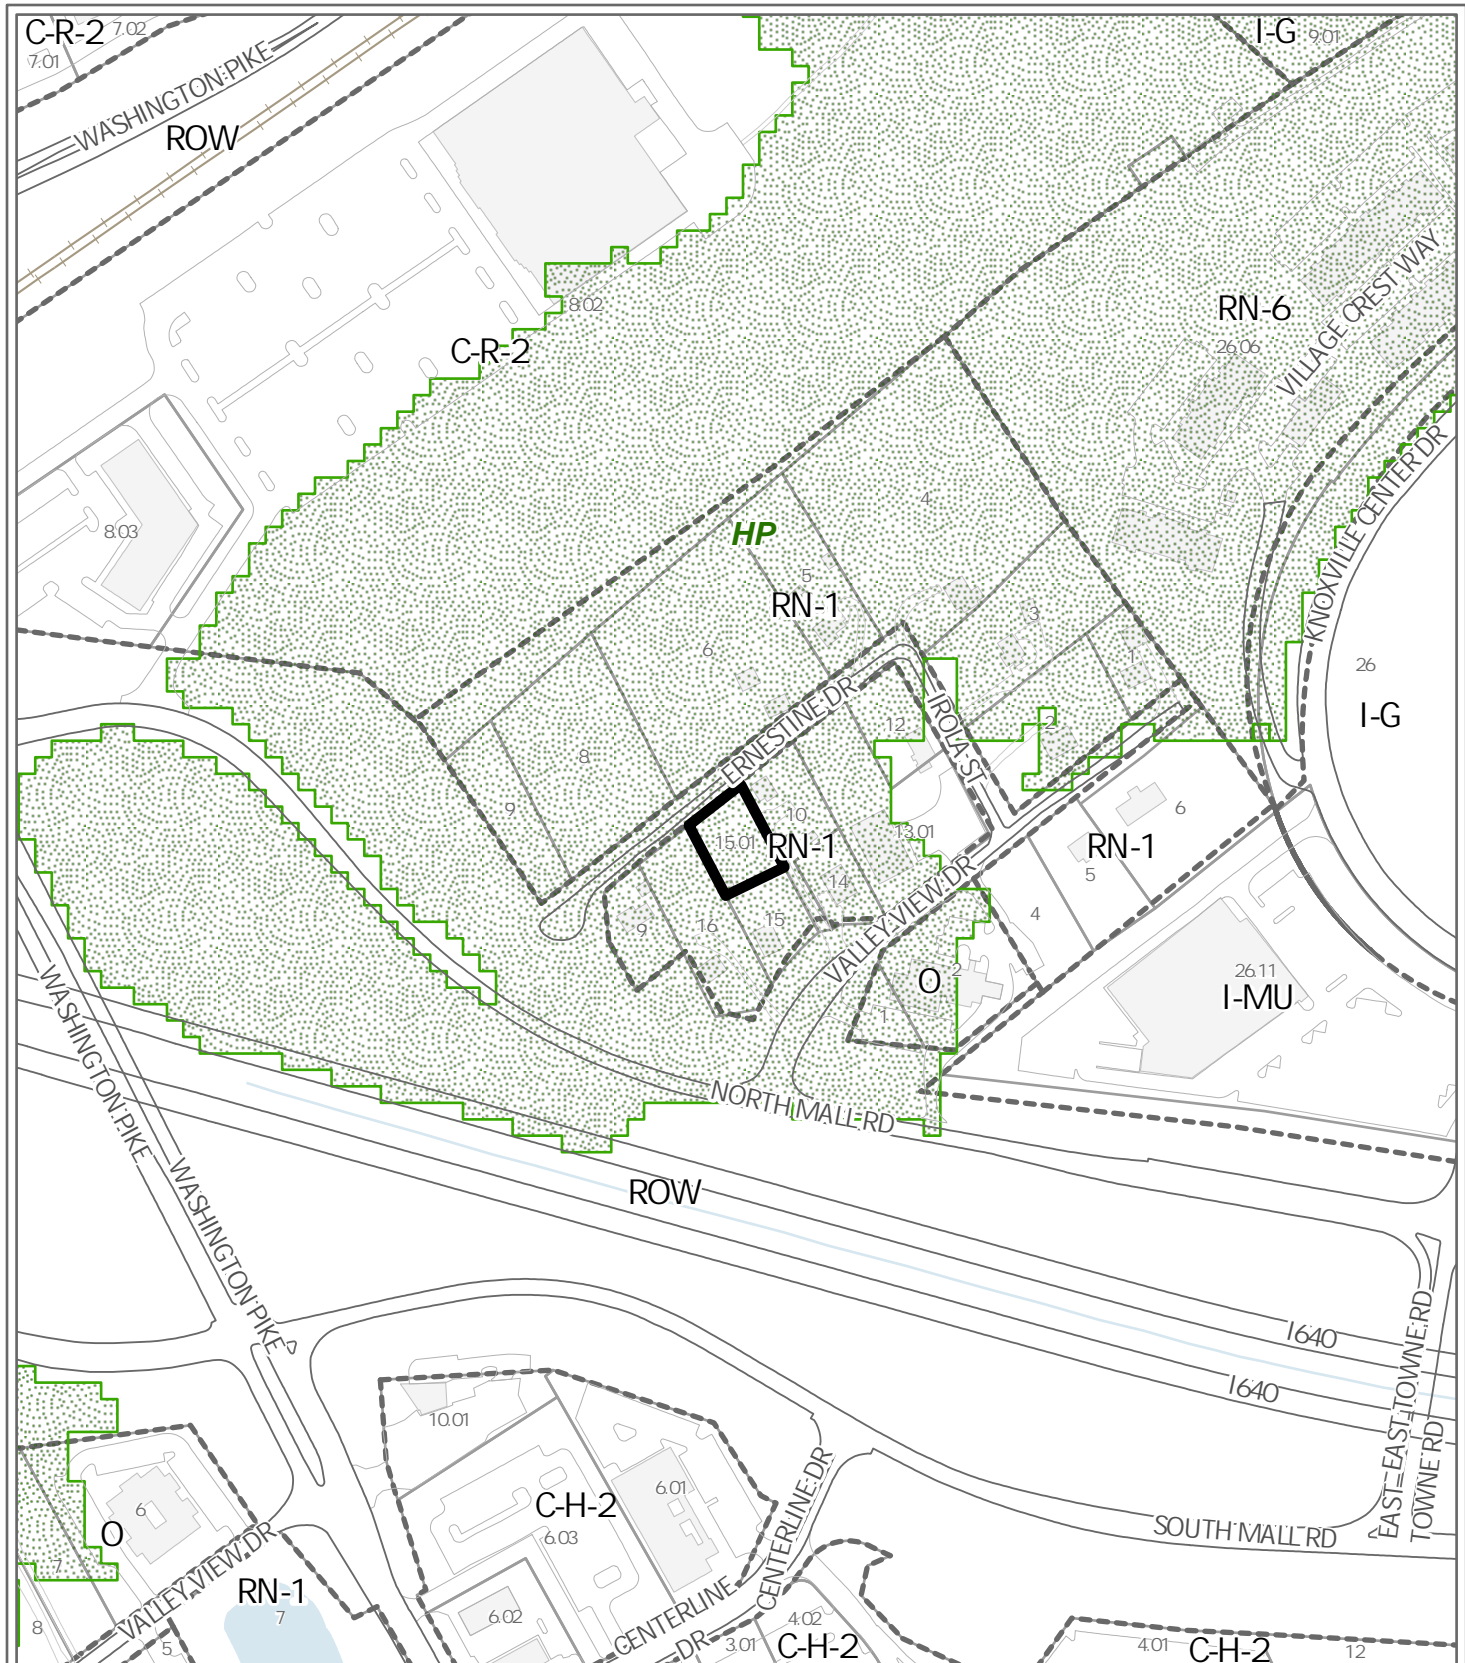 C-R-2
7.02
7.01
WASHINGTON PIKE
ROW
I-G
9.01
8.02
C-R-2
RN-6
26.06
VILLAGE CREST WAY
KNOXVILLE CENTER DR
8.03
4
HP
5
RN-1
3
6
1
26
I-G
ERNESTINE DR
IROLA ST
12
2
8
9
10
15.01
RN-1
13.01
14
6
RN-1
5
4
VALLEY VIEW DR
9
16
15
O
2
1
26.11
I-MU
WASHINGTON PIKE
WASHINGTON PIKE
NORTH MALL RD
ROW
I640
I640
EAST TOWNE RD
EAST TOWNE RD
10.01
6.01
C-H-2
6.03
CENTERLINE DR
SOUTH MALL RD
6
O
7
VALLEY VIEW DR
RN-1
7
8
5
6.02
CENTERLINE DR
3.01
4.02
C-H-2
4.01
C-H-2
12